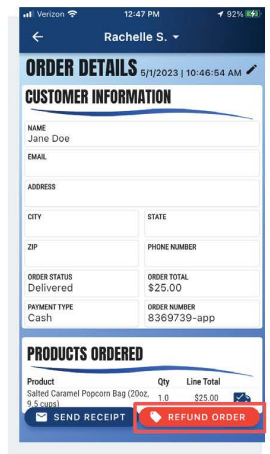 Verizon 12:47 PM 92%
Rachelle S.
ORDER DETAILS 5/1/2023 | 10:46:54 AM
CUSTOMER INFORMATION
NAME
Jane Doe
EMAIL
ADDRESS
CITY STATE
ZIP PHONE NUMBER
ORDER STATUS ORDER TOTAL
Delivered $25.00
PAYMENT TYPE ORDER NUMBER
Cash 8369739-app
PRODUCTS ORDERED
Product Qty Line Total
Salted Caramel Popcorn Bag (20oz, 1.0 $25.00
9.5 cups)
SEND RECEIPT REFUND ORDER